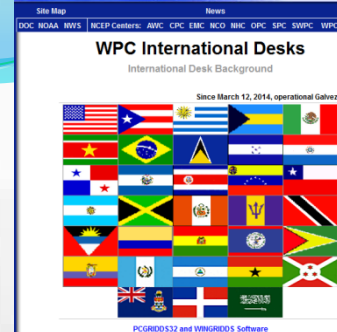 Site Map News
DOC NOAA NWS NCEP Centers: AWC CPC EMC NCO NHC OPC SPC SWPC WPC
WPC International Desks
International Desk Background
Since March 12, 2014, operational Galvez
PCGRIDDS32 and WINGRIDDS Software